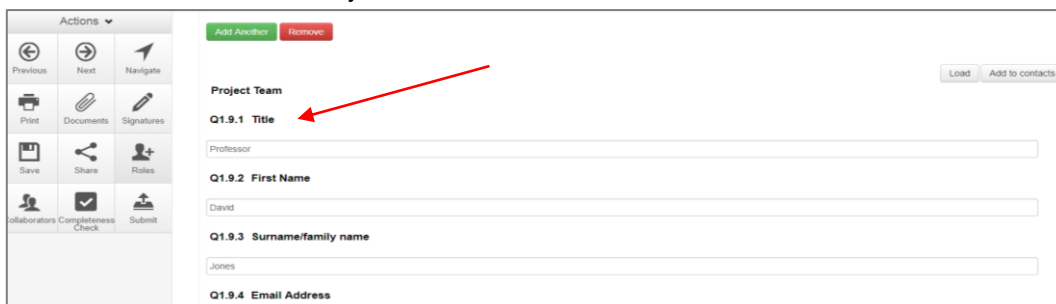 Actions
Previous Next Navigate
Print Documents Signatures
Save Share Roles
Collaborators Completeness Check Submit
Add Another Remove
Load Add to contacts
Project Team
Q1.9.1 Title
Professor
Q1.9.2 First Name
David
Q1.9.3 Surname/family name
Jones
Q1.9.4 Email Address